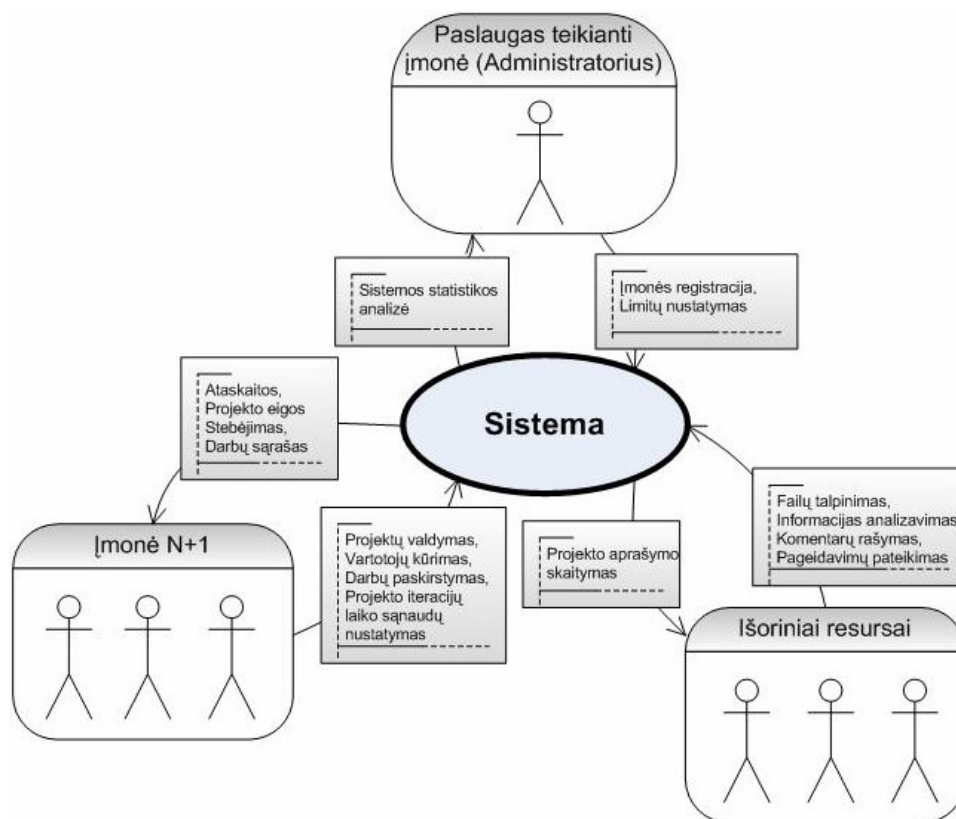 Paslaugas teikianti
įmonė (Administratorius)
Sistemos statistikos
analizė
Įmonės registracija,
Limitų nustatymas
Ataskaitos,
Projekto eigos
Stebėjimas,
Darbų sąrašas
Sistema
Failų talpinimas,
Informacijas analizavimas
Komentarų rašymas,
Pageidavimų pateikimas
Įmonė N+1
Projektų valdymas,
Vartotojų kūrimas,
Darbų paskirstymas,
Projekto iteracijų
laiko sąnaudų
nustatymas
Projekto aprašymo
skaitymas
Išoriniai resursai